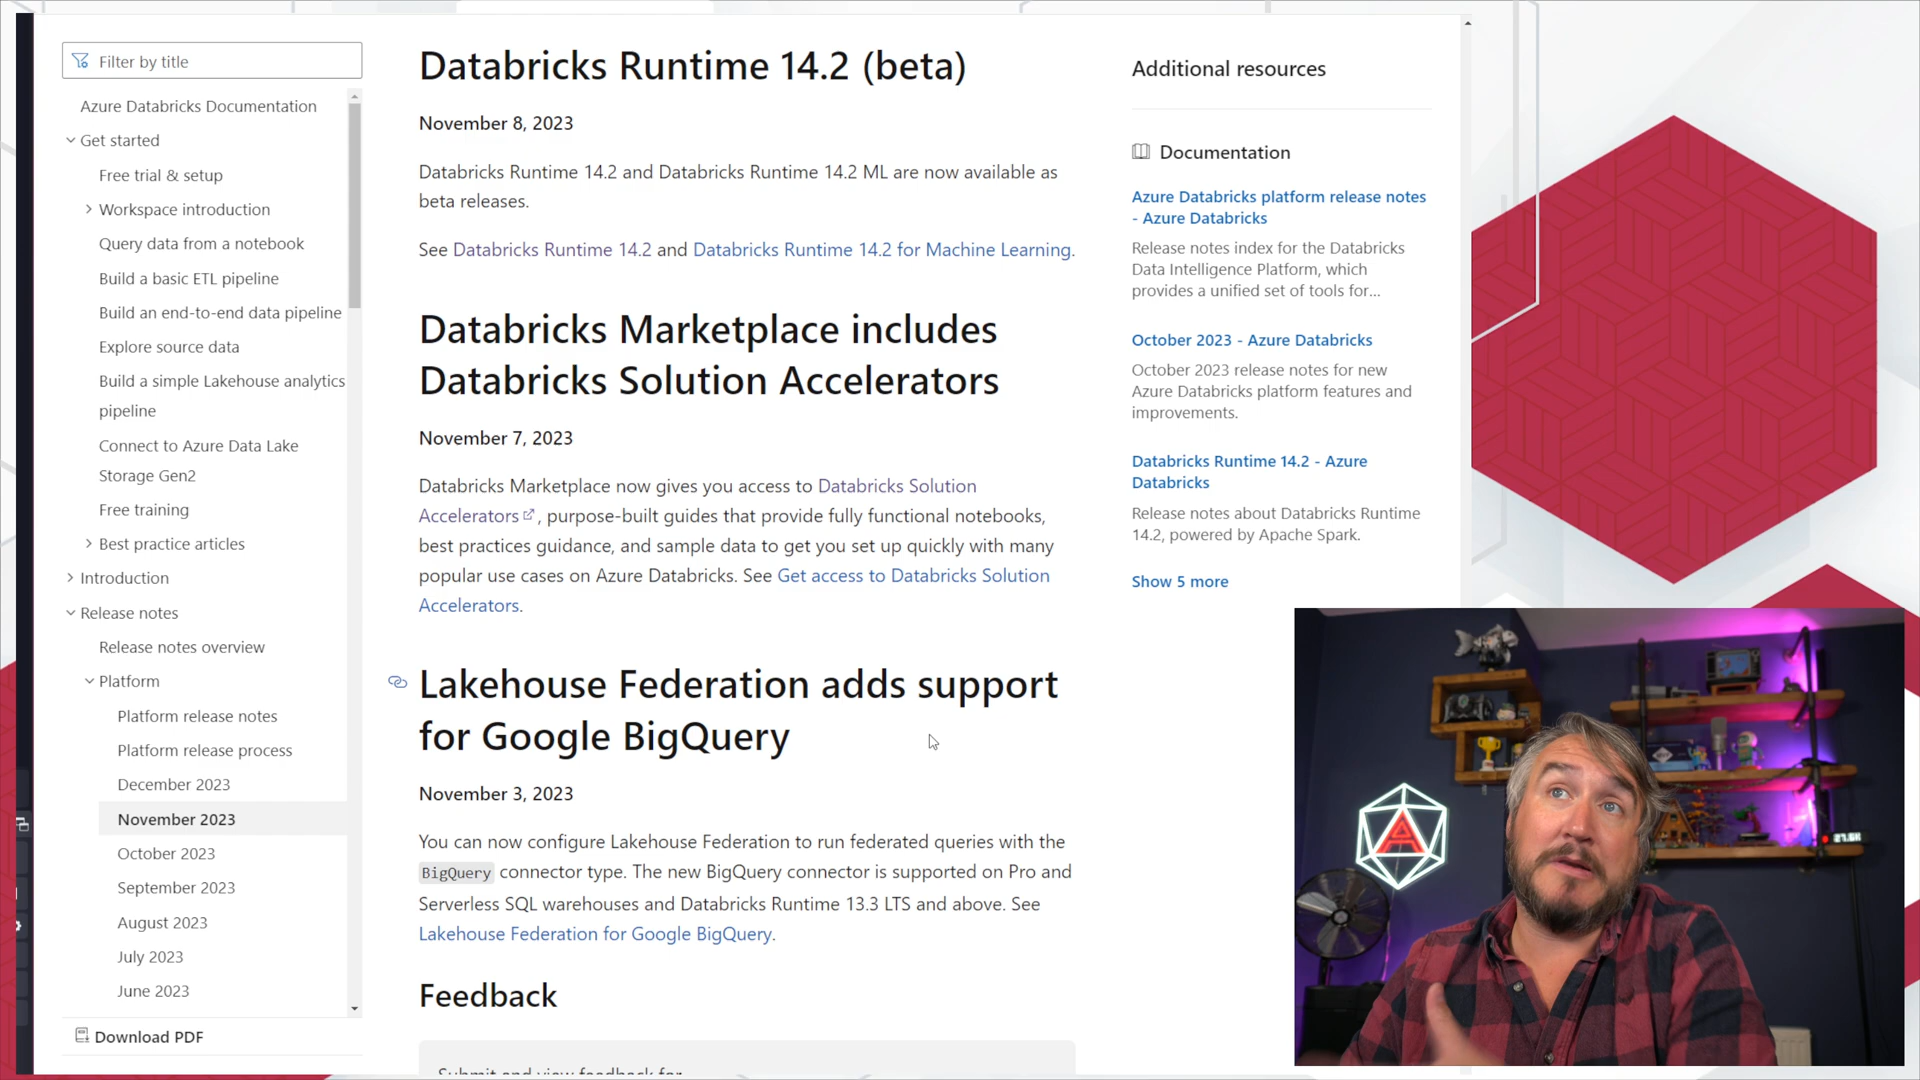 Filter by title
Azure Databricks Documentation
Get started
Free trial & setup
Workspace introduction
Query data from a notebook
Build a basic ETL pipeline
Build an end-to-end data pipeline
Explore source data
Build a simple Lakehouse analytics
pipeline
Connect to Azure Data Lake
Storage Gen2
Free training
Best practice articles
Introduction
Release notes
Release notes overview
Platform
Platform release notes
Platform release process
December 2023
November 2023
October 2023
September 2023
August 2023
July 2023
June 2023
Download PDF
Databricks Runtime 14.2 (beta)
November 8, 2023
Databricks Runtime 14.2 and Databricks Runtime 14.2 ML are now available as
beta releases.
See Databricks Runtime 14.2 and Databricks Runtime 14.2 for Machine Learning.
Databricks Marketplace includes
Databricks Solution Accelerators
November 7, 2023
Databricks Marketplace now gives you access to Databricks Solution
Accelerators, purpose-built guides that provide fully functional notebooks,
best practices guidance, and sample data to get you set up quickly with many
popular use cases on Azure Databricks. See Get access to Databricks Solution
Accelerators.
Lakehouse Federation adds support
for Google BigQuery
November 3, 2023
You can now configure Lakehouse Federation to run federated queries with the
BigQuery connector type. The new BigQuery connector is supported on Pro and
Serverless SQL warehouses and Databricks Runtime 13.3 LTS and above. See
Lakehouse Federation for Google BigQuery.
Feedback
Submit and view feedback for
Additional resources
Documentation
Azure Databricks platform release notes
- Azure Databricks
Release notes index for the Databricks
Data Intelligence Platform, which
provides a unified set of tools for...
October 2023 - Azure Databricks
October 2023 release notes for new
Azure Databricks platform features and
improvements.
Databricks Runtime 14.2 - Azure
Databricks
Release notes about Databricks Runtime
14.2, powered by Apache Spark.
Show 5 more
A